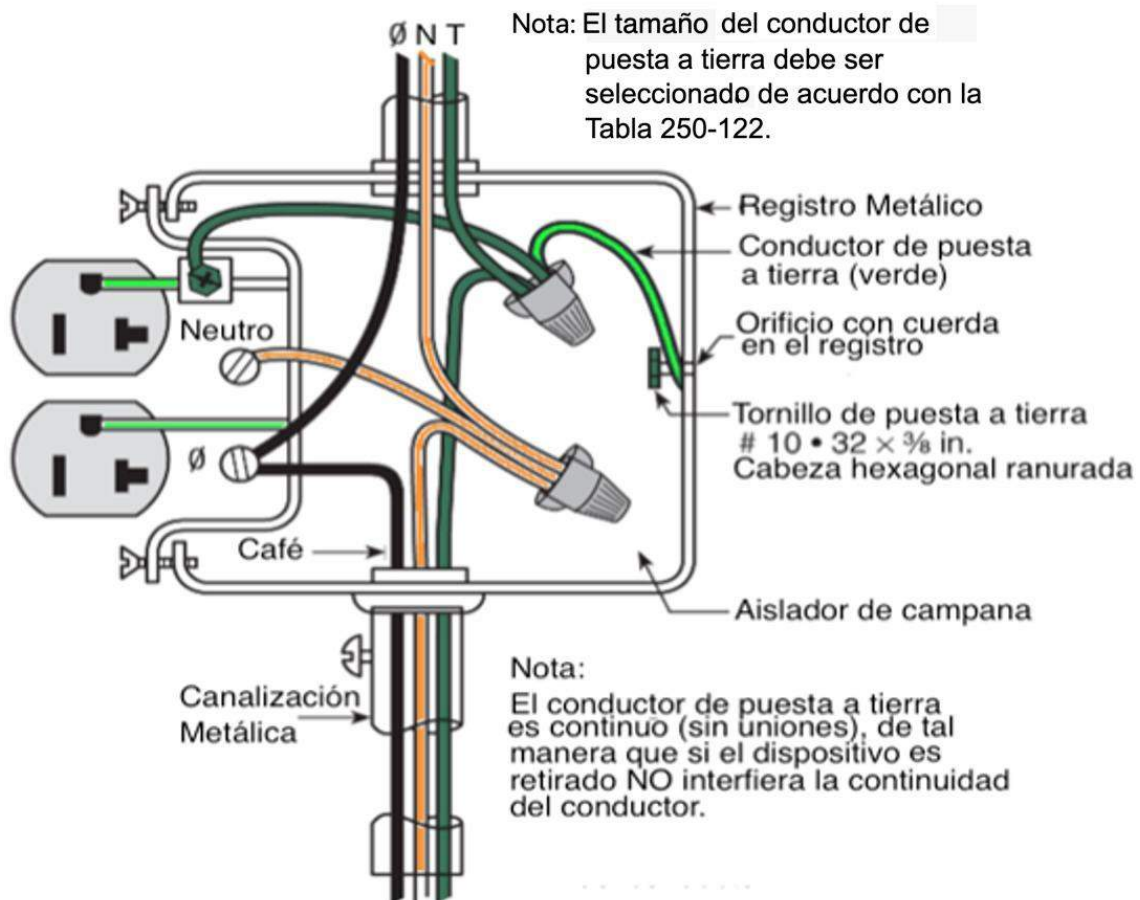 Ø N T
Nota: El tamaño del conductor de
puesta a tierra debe ser
seleccionado de acuerdo con la
Tabla 250-122.
Registro Metálico
Conductor de puesta
a tierra (verde)
Neutro
Orificio con cuerda
en el registro
Tornillo de puesta a tierra
# 10 • 32 × ⅜ in.
Cabeza hexagonal ranurada
Ø
Café
Aislador de campana
Canalización
Metálica
Nota:
El conductor de puesta a tierra
es continuo (sin uniones), de tal
manera que si el dispositivo es
retirado NO interfiera la continuidad
del conductor.